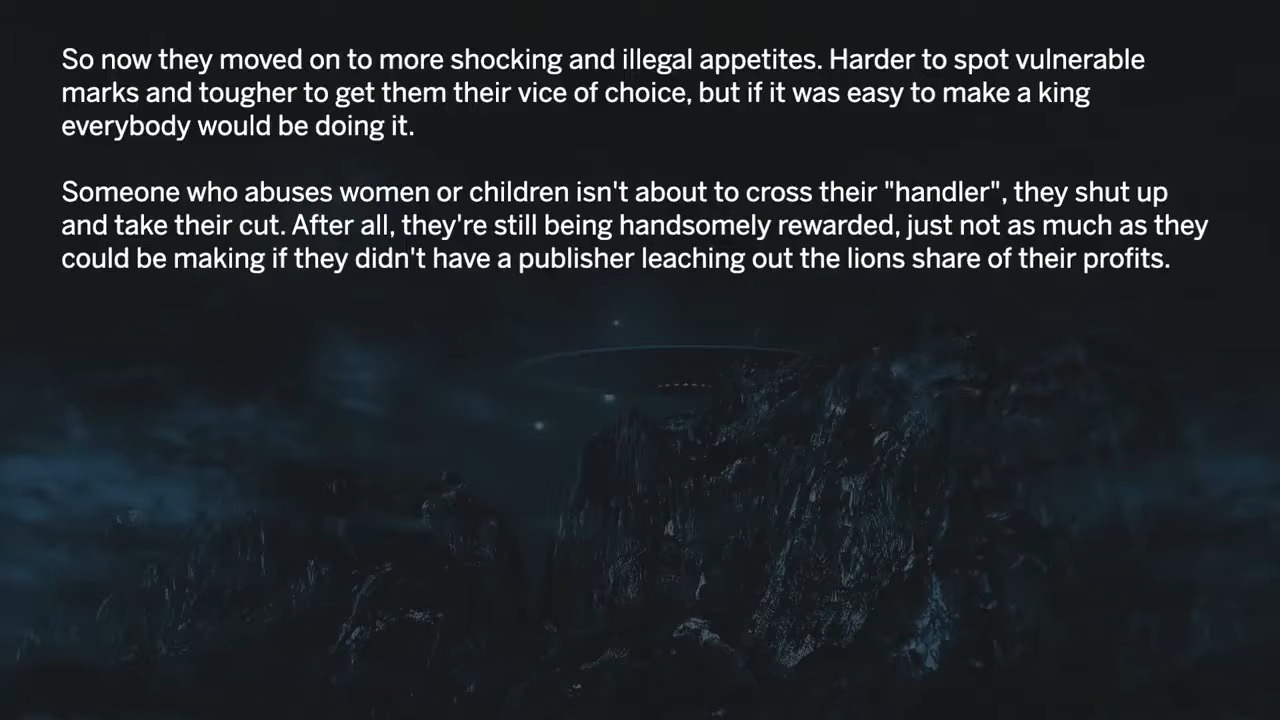 So now they moved on to more shocking and illegal appetites. Harder to spot vulnerable
marks and tougher to get them their vice of choice, but if it was easy to make a king
everybody would be doing it.
Someone who abuses women or children isn't about to cross their "handler", they shut up
and take their cut. After all, they're still being handsomely rewarded, just not as much as they
could be making if they didn't have a publisher leaching out the lions share of their profits.